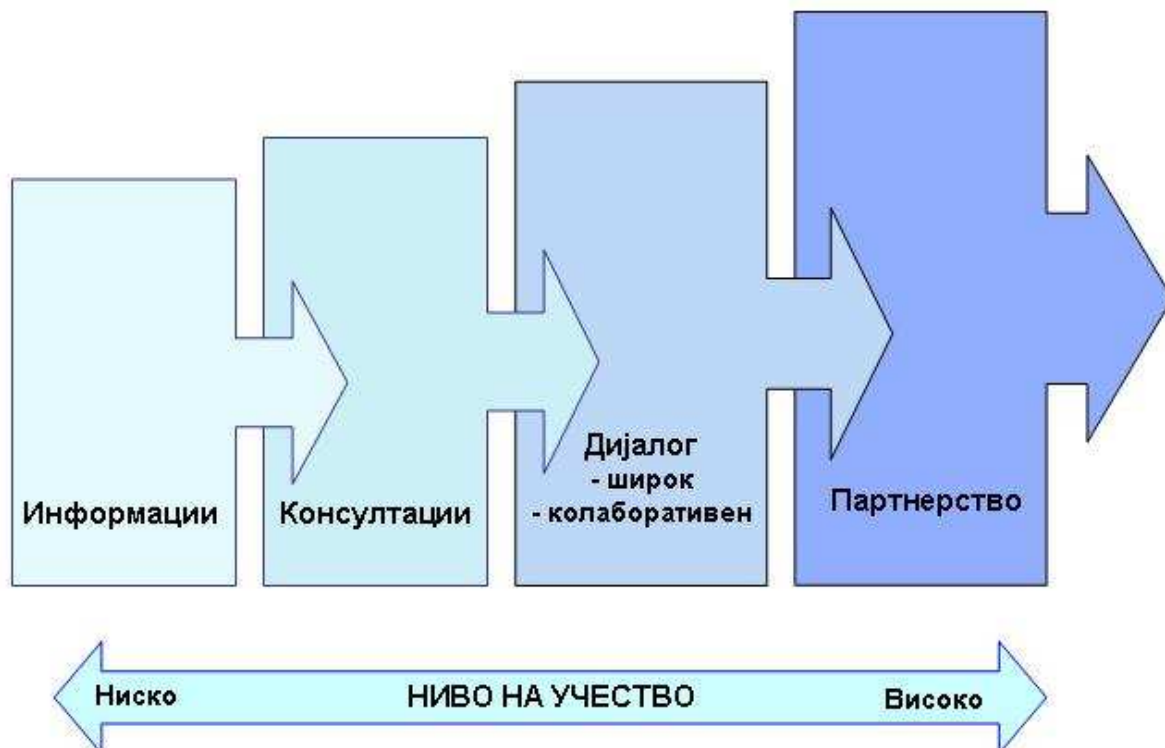 Информации
Консултации
Дијалог
- широк
- колаборативен
Партнерство
Ниско
НИВО НА УЧЕСТВО
Високо